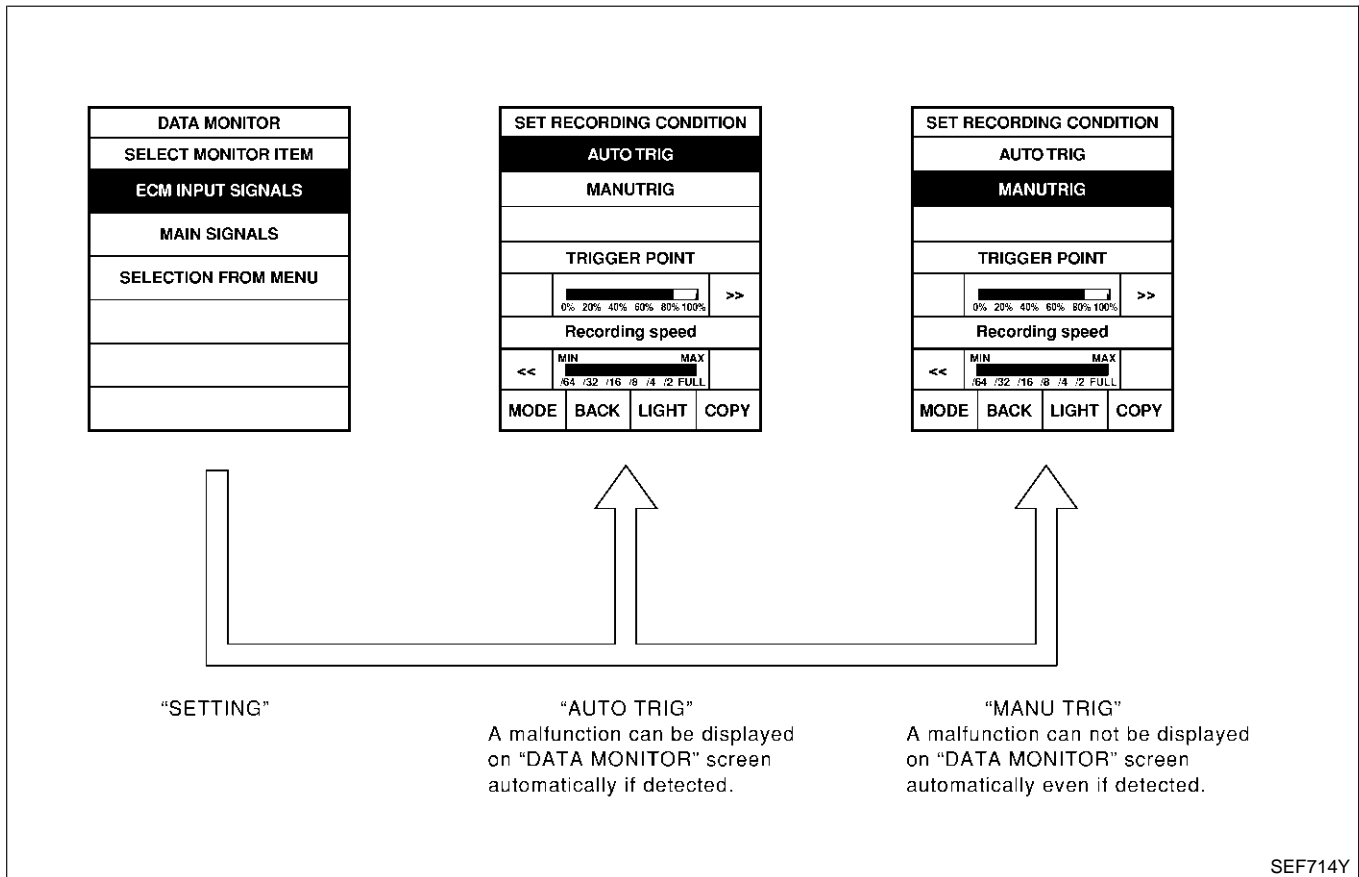 DATA MONITOR
SELECT MONITOR ITEM
ECM INPUT SIGNALS
MAIN SIGNALS
SELECTION FROM MENU
SET RECORDING CONDITION
AUTO TRIG
MANUTRIG
TRIGGER POINT
>>
0% 20% 40% 60% 80% 100%
Recording speed
MIN MAX
<<
/64 /32 /16 /8 /4 /2 FULL
MODE BACK LIGHT COPY
SET RECORDING CONDITION
AUTO TRIG
MANUTRIG
TRIGGER POINT
>>
0% 20% 40% 60% 80% 100%
Recording speed
MIN MAX
<<
/64 /32 /16 /8 /4 /2 FULL
MODE BACK LIGHT COPY
“SETTING”
“AUTO TRIG”
A malfunction can be displayed
on “DATA MONITOR” screen
automatically if detected.
“MANU TRIG”
A malfunction can not be displayed
on “DATA MONITOR” screen
automatically even if detected.
SEF714Y